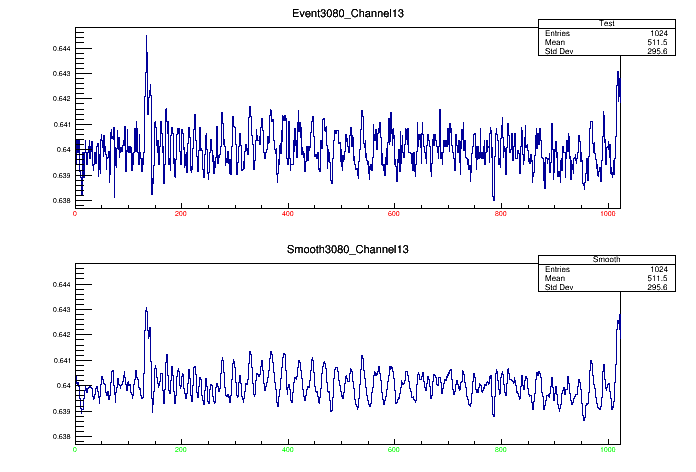 Event3080_Channel13
Test
Entries 1024
Mean 511.5
Std Dev 295.6
0.644
0.643
0.642
0.641
0.64
0.639
0.638
0 200 400 600 800 1000
Smooth3080_Channel13
Smooth
Entries 1024
Mean 511.5
Std Dev 295.6
0.644
0.643
0.642
0.641
0.64
0.639
0.638
0 200 400 600 800 1000